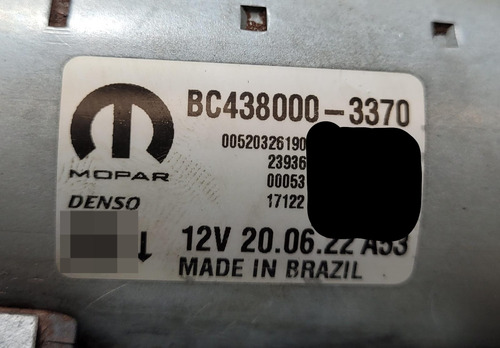 BC438000-3370
00520326190
23936
00053
17122
MOPAR
DENSO
12V 20.06.22 A53
MADE IN BRAZIL